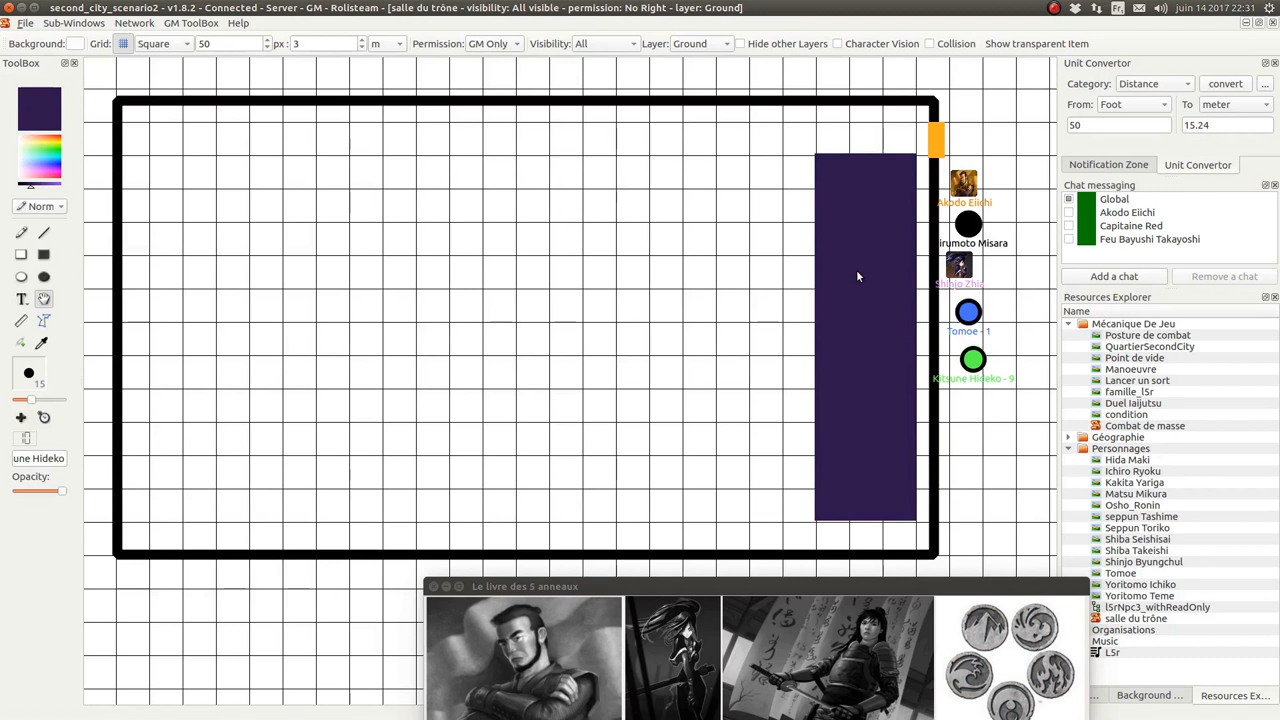 second_city_scenario2 - v1.8.2 - Connected - Server - GM - Rolisteam - [salle du trône - visibility: All visible - permission: No Right - layer: Ground]
Fr
juin 14 2017 22:31
File Sub-Windows Network GM ToolBox Help
Background: Grid: Square 50 px : 3 m Permission: GM Only Visibility: All Layer: Ground Hide other Layers Character Vision Collision Show transparent Item
ToolBox
Norm
T
15
une Hideko
Opacity:
Akodo Eiichi
irumoto Misara
Shinjo Zhia
Tomoe - 1
Kitsune Hideko - 9
Le livre des 5 anneaux
Unit Convertor
Category: Distance convert ...
From: Foot To meter
50 15.24
Notification Zone Unit Convertor
Chat messaging
Global
Akodo Eiichi
Capitaine Red
Feu Bayushi Takayoshi
Add a chat Remove a chat
Resources Explorer
Name
Mécanique De Jeu
Posture de combat
QuartierSecondCity
Point de vide
Manoeuvre
Lancer un sort
famille_l5r
Duel Iaijutsu
condition
Combat de masse
Géographie
Personnages
Hida Maki
Ichiro Ryoku
Kakita Yariga
Matsu Mikura
Osho_Ronin
seppun Tashime
Seppun Toriko
Shiba Seishisai
Shiba Takeishi
Shinjo Byungchul
Tomoe
Yoritomo Ichiko
Yoritomo Teme
l5rNpc3_withReadOnly
salle du trône
Organisations
Music
L5r
... Background ... Resources Ex...